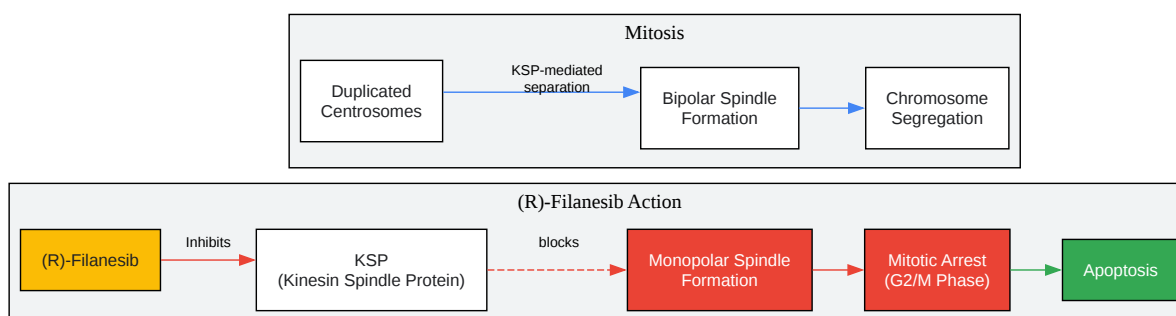 Mitosis
Duplicated
Centrosomes
KSP-mediated
separation
Bipolar Spindle
Formation
Chromosome
Segregation
(R)-Filanesib Action
(R)-Filanesib
Inhibits
KSP
(Kinesin Spindle Protein)
blocks
Monopolar Spindle
Formation
Mitotic Arrest
(G2/M Phase)
Apoptosis